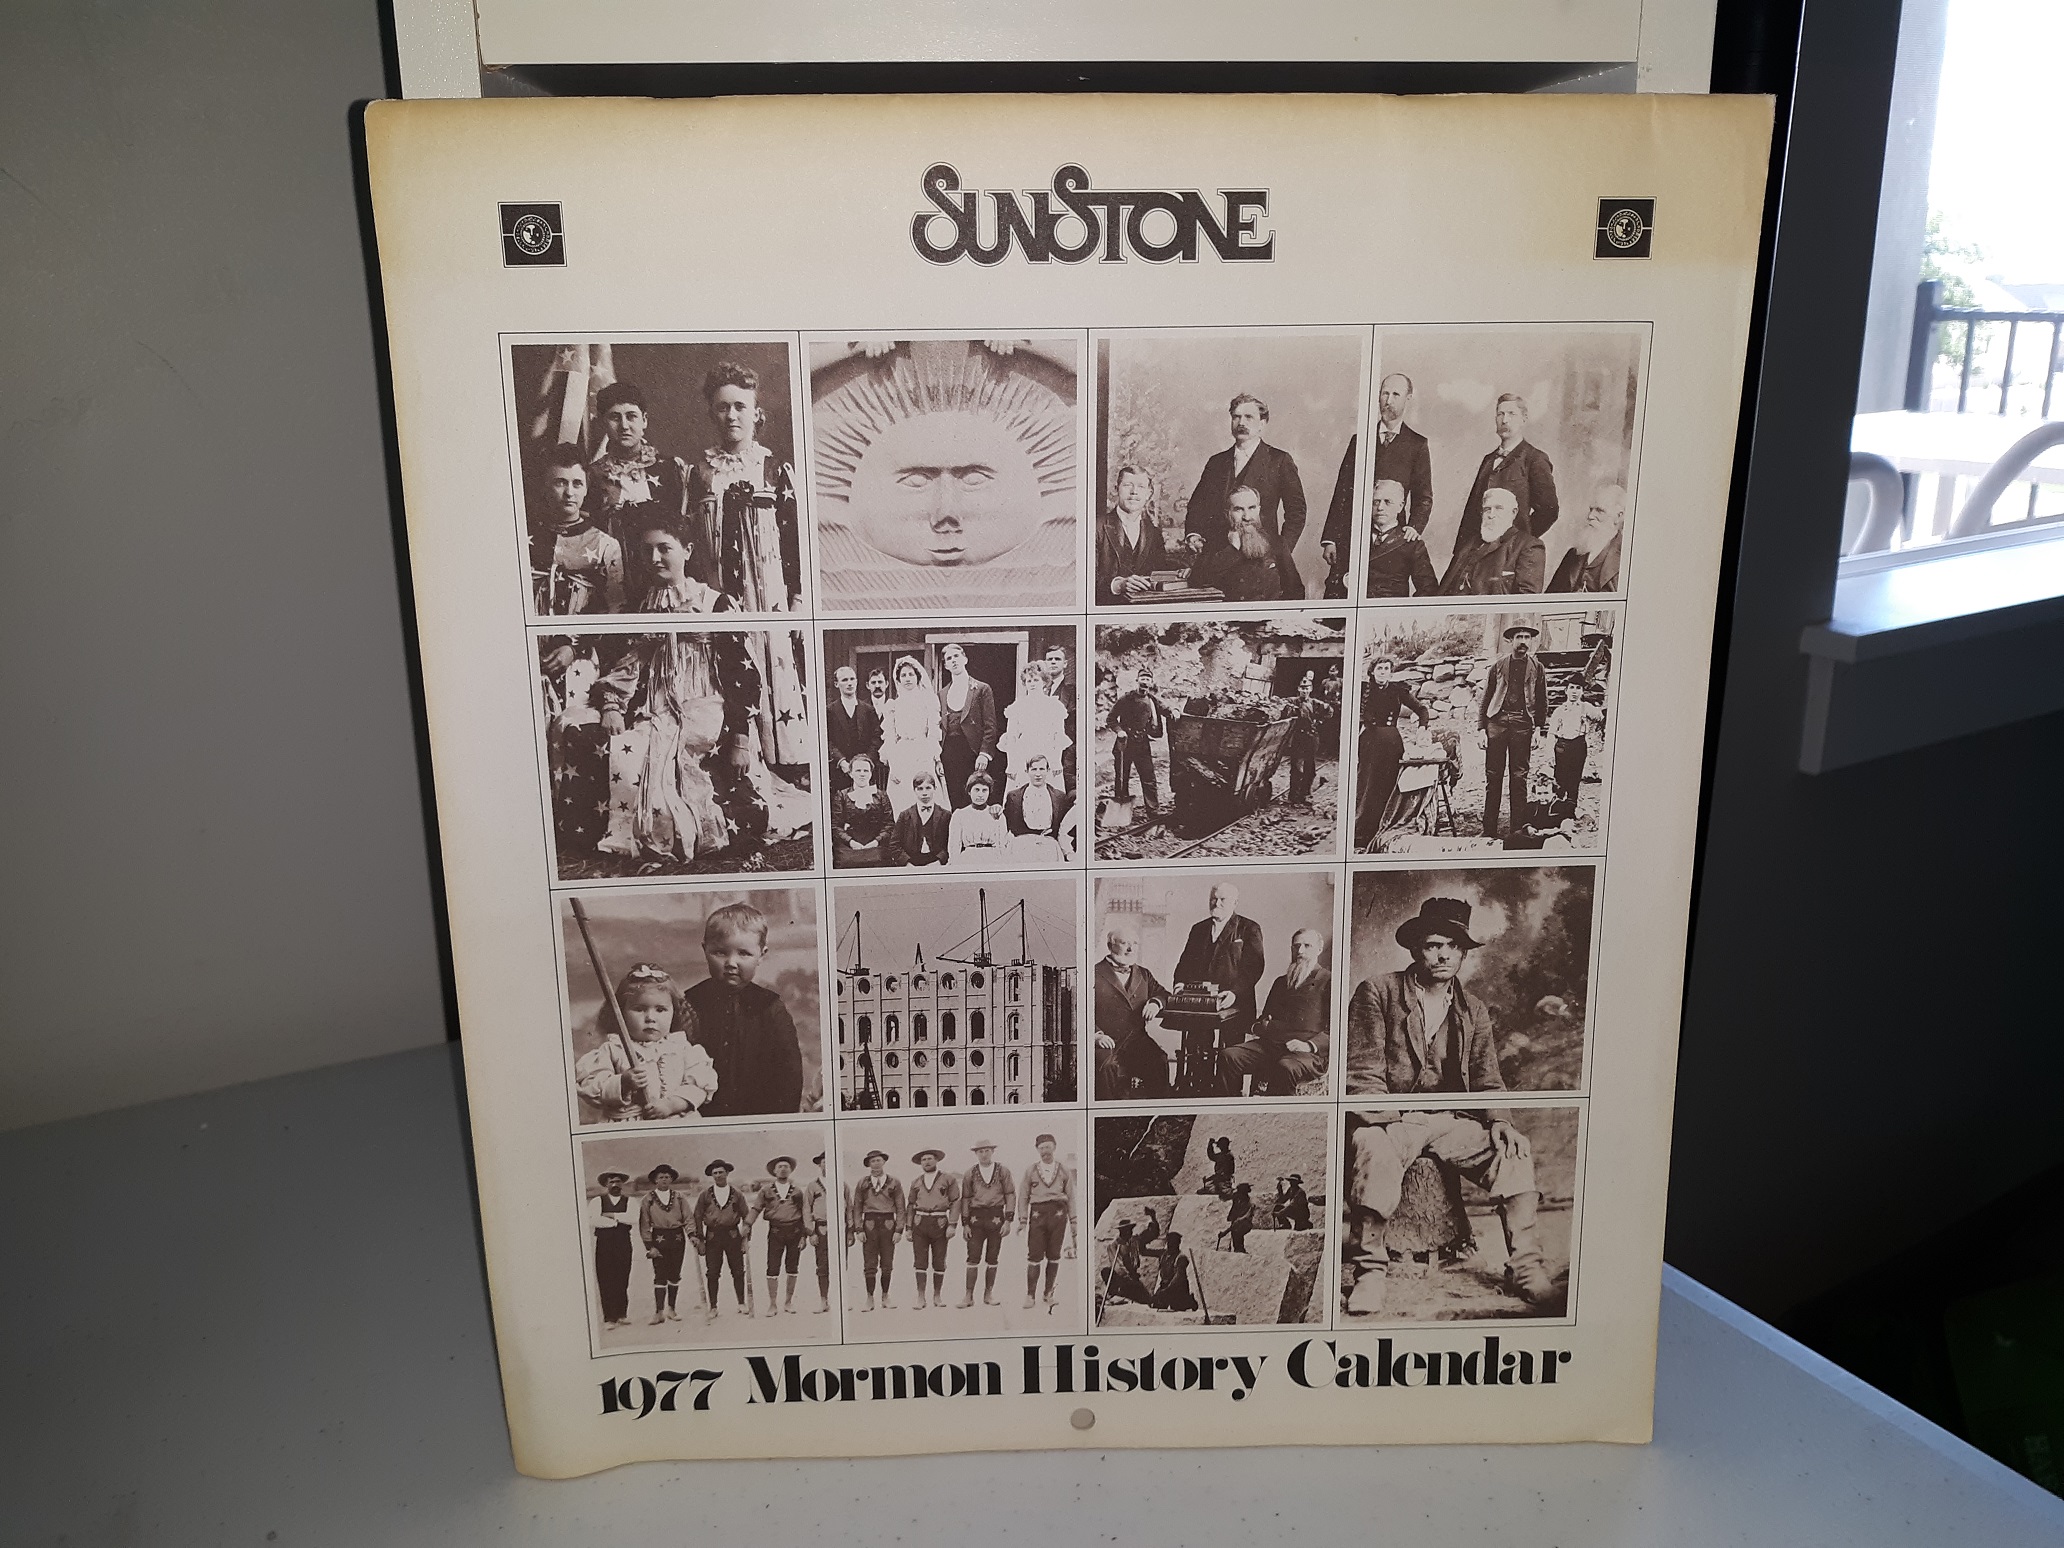 SUNSTONE
1977 Mormon History Calendar